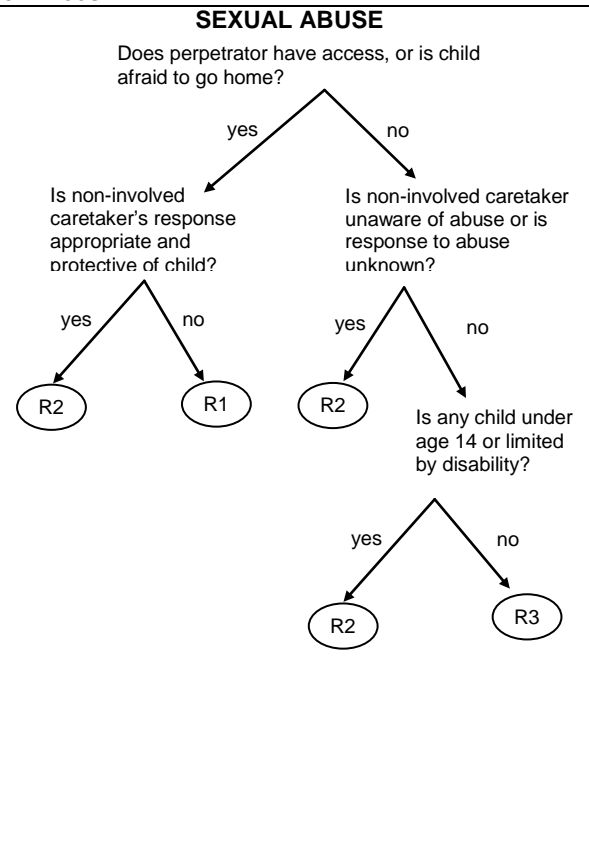 SEXUAL ABUSE
Does perpetrator have access, or is child
afraid to go home?
yes
no
Is non-involved
caretaker's response
appropriate and
protective of child?
Is non-involved caretaker
unaware of abuse or is
response to abuse
unknown?
yes
no
yes
no
R2
R1
R2
Is any child under
age 14 or limited
by disability?
yes
no
R2
R3